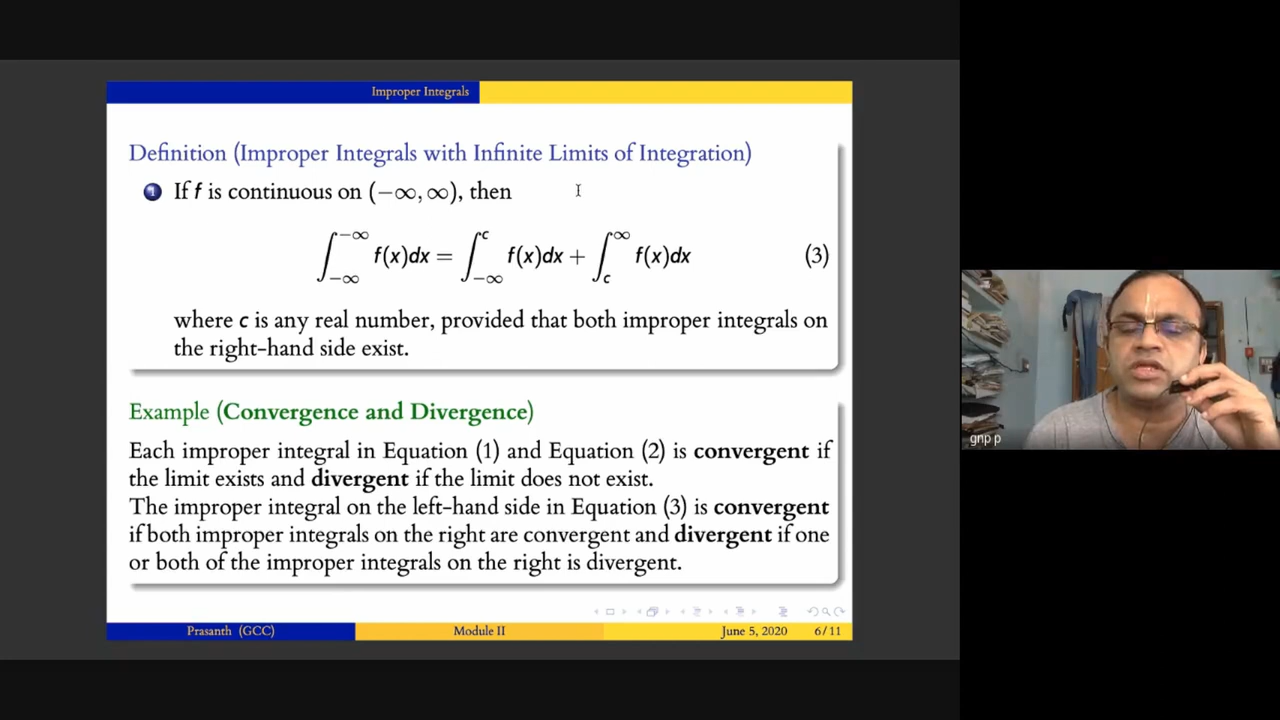 Improper Integrals
Definition (Improper Integrals with Infinite Limits of Integration)
1 If f is continuous on (−∞, ∞), then
∫_{−∞}^{−∞} f(x)dx = ∫_{−∞}^{c} f(x)dx + ∫_{c}^{∞} f(x)dx (3)
where c is any real number, provided that both improper integrals on
the right-hand side exist.
Example (Convergence and Divergence)
Each improper integral in Equation (1) and Equation (2) is convergent if
the limit exists and divergent if the limit does not exist.
The improper integral on the left-hand side in Equation (3) is convergent
if both improper integrals on the right are convergent and divergent if one
or both of the improper integrals on the right is divergent.
Prasanth (GCC) Module II June 5, 2020 6/11
gnp p